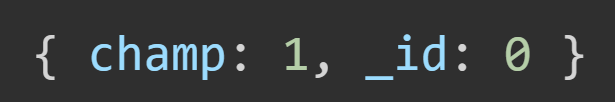 { champ: 1, _id: 0 }